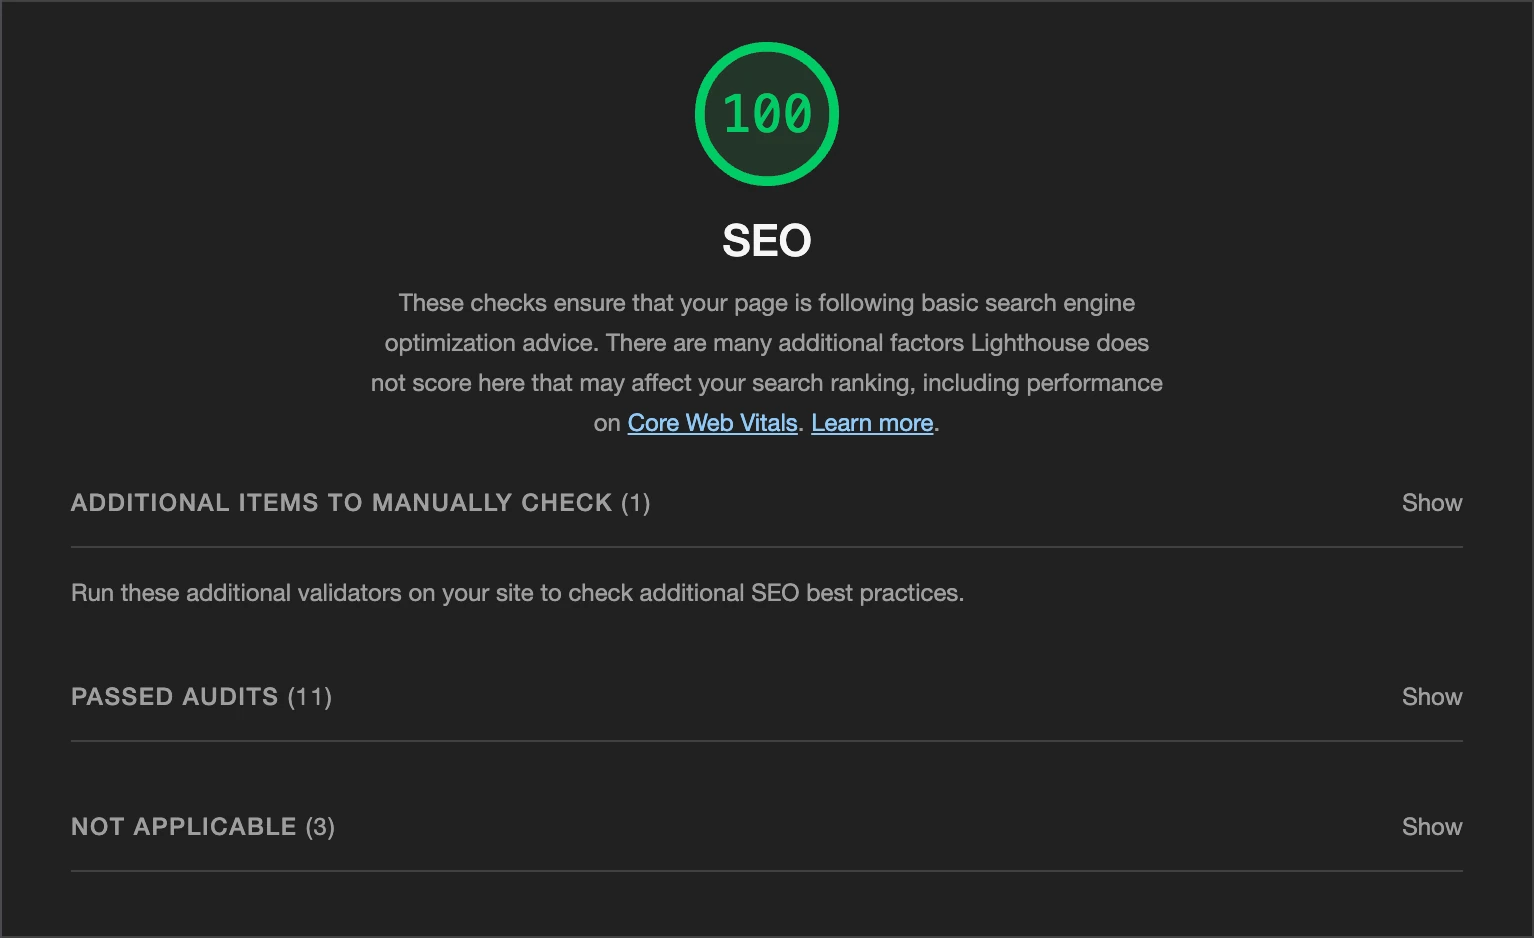 100
SEO
These checks ensure that your page is following basic search engine
optimization advice. There are many additional factors Lighthouse does
not score here that may affect your search ranking, including performance
on Core Web Vitals. Learn more.
ADDITIONAL ITEMS TO MANUALLY CHECK (1) Show
Run these additional validators on your site to check additional SEO best practices.
PASSED AUDITS (11) Show
NOT APPLICABLE (3) Show